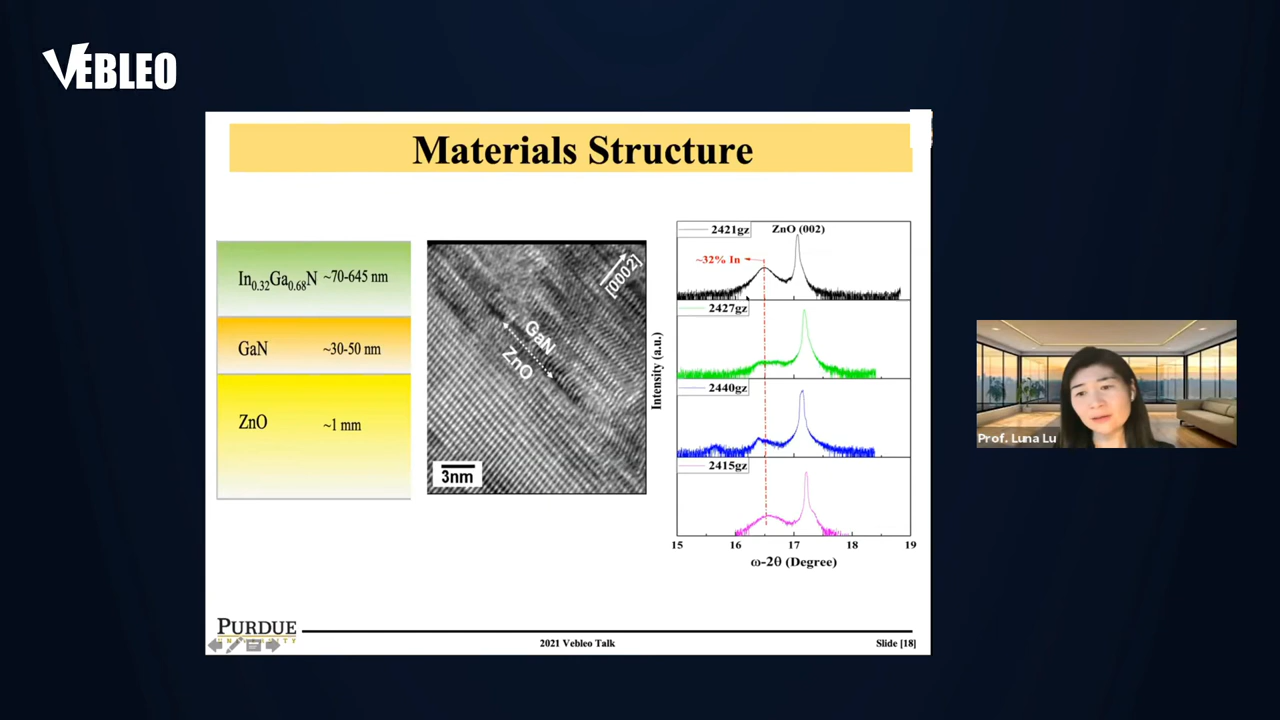 VEBLEO
Materials Structure
In0.32Ga0.68N ~70-645 nm
GaN ~30-50 nm
ZnO ~1 mm
[0002]
GaN
ZnO
3nm
Intensity (a.u.)
2421gz
ZnO (002)
~32% In
2427gz
2440gz
2415gz
15 16 17 18 19
ω-2θ (Degree)
Prof. Luna Lu
PURDUE
2021 Vebleo Talk
Slide [18]